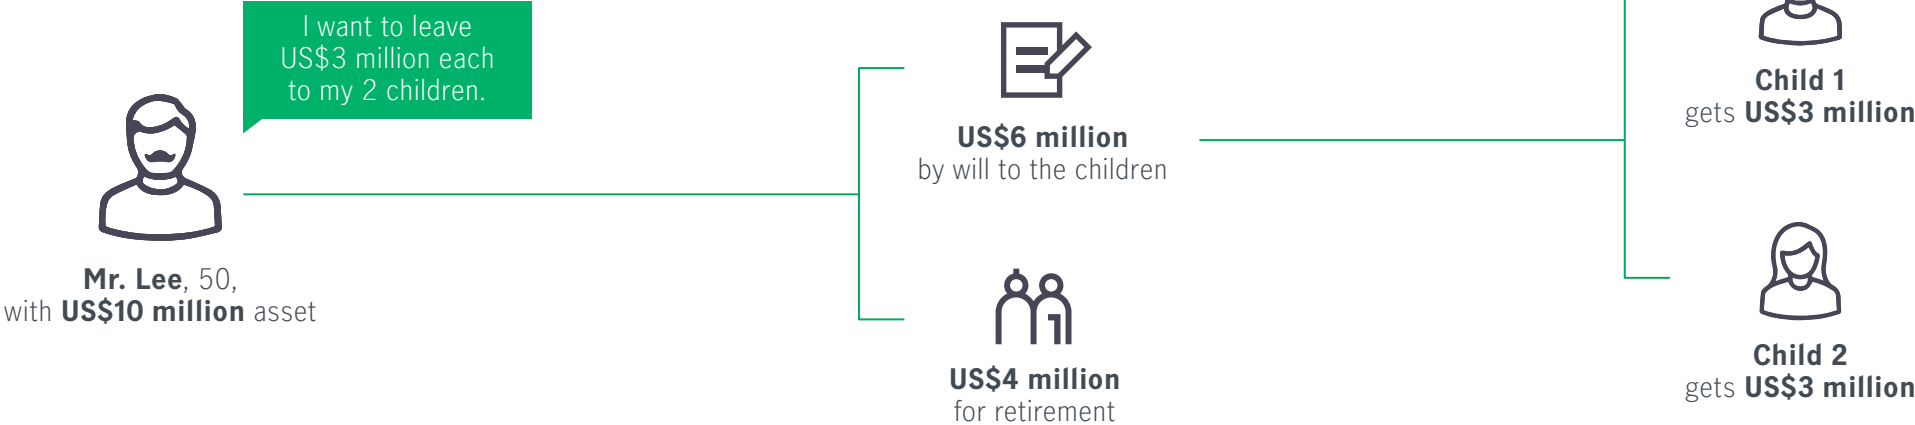 I want to leave
US$3 million each
to my 2 children.
Mr. Lee, 50,
with US$10 million asset
US$6 million
by will to the children
US$4 million
for retirement
Child 1
gets US$3 million
Child 2
gets US$3 million